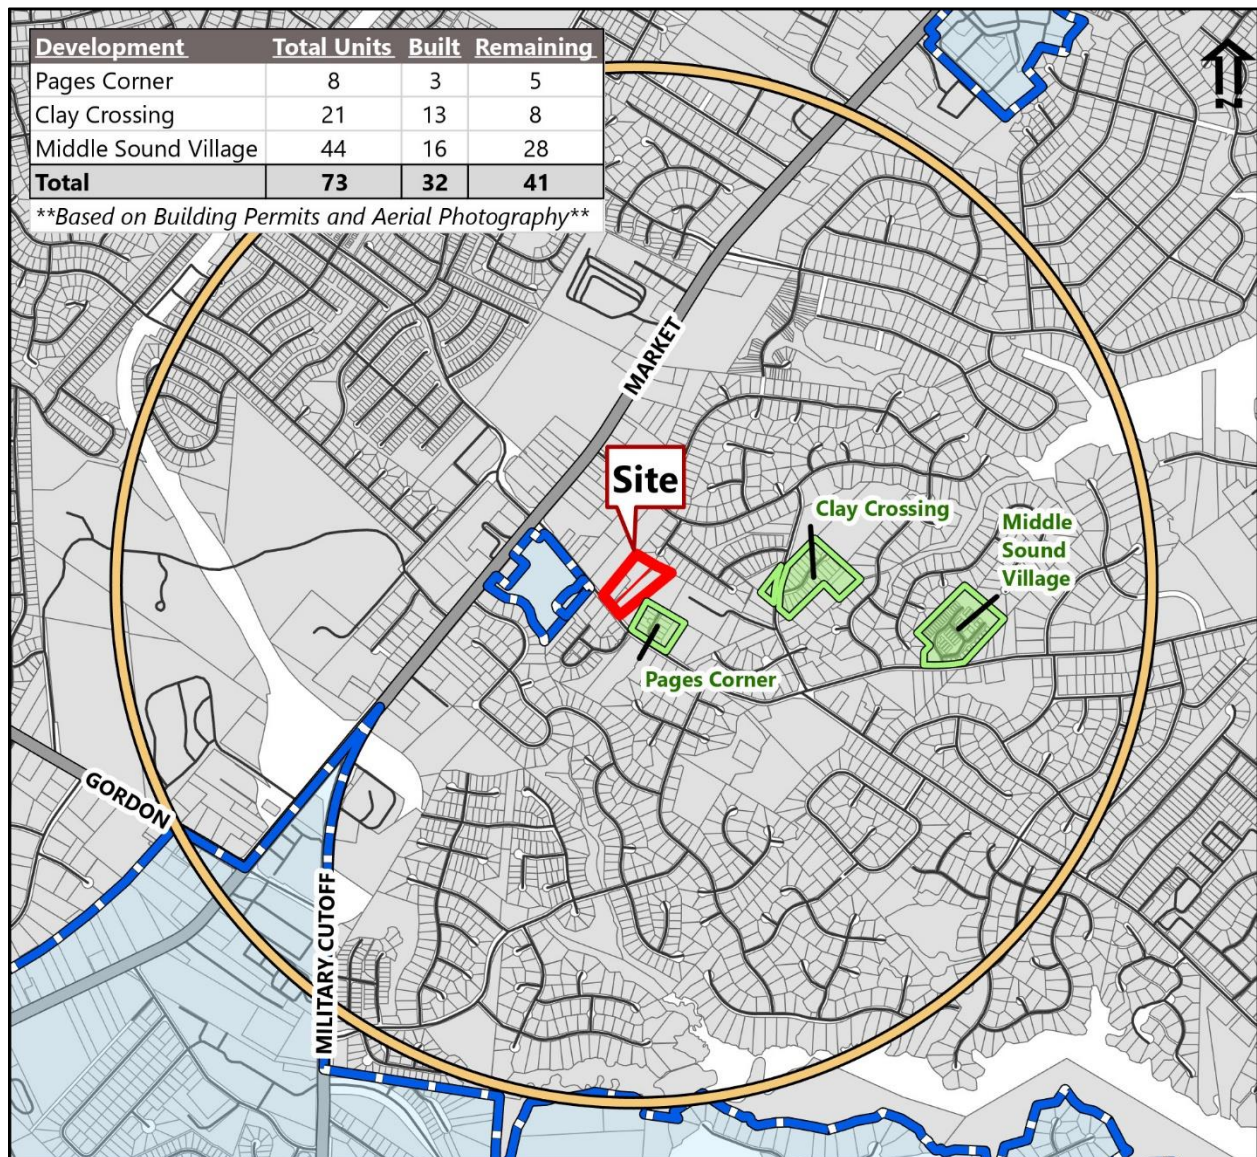 Development Total Units Built Remaining
Pages Corner 8 3 5
Clay Crossing 21 13 8
Middle Sound Village 44 16 28
Total 73 32 41
**Based on Building Permits and Aerial Photography**
N
MARKET
Site
Clay Crossing
Middle
Sound
Village
Pages Corner
GORDON
MILITARY CUTOFF